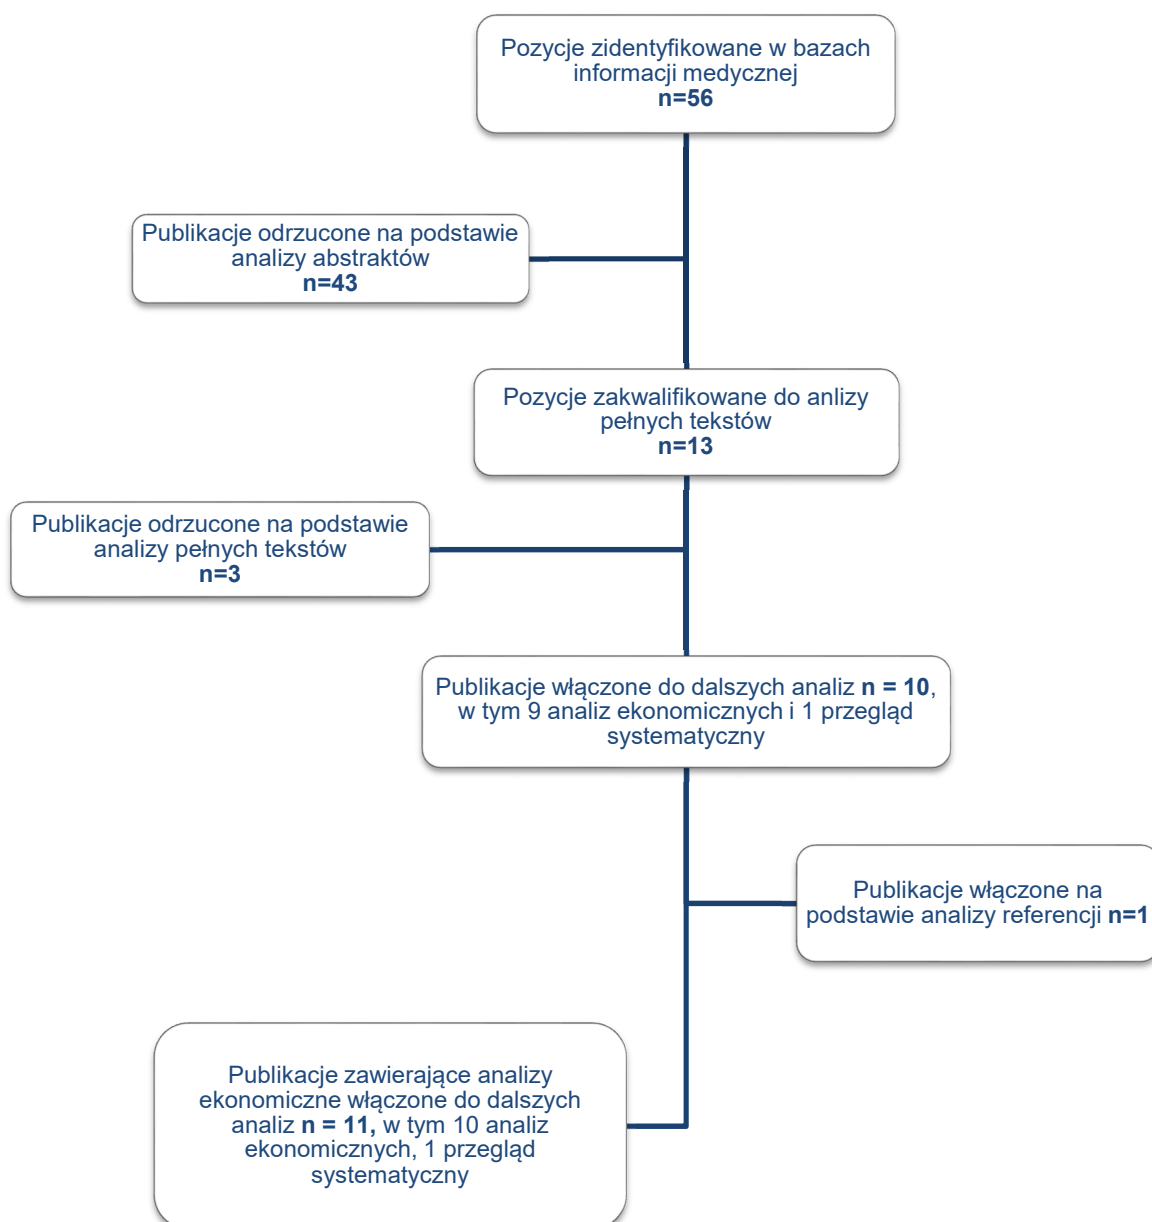 Pozycje zidentyfikowane w bazach
informacji medycznej
n=56
Publikacje odrzucone na podstawie
analizy abstraktów
n=43
Pozycje zakwalifikowane do anlizy
pełnych tekstów
n=13
Publikacje odrzucone na podstawie
analizy pełnych tekstów
n=3
Publikacje włączone do dalszych analiz n = 10,
w tym 9 analiz ekonomicznych i 1 przegląd
systematyczny
Publikacje włączone na
podstawie analizy referencji n=1
Publikacje zawierające analizy
ekonomiczne włączone do dalszych
analiz n = 11, w tym 10 analiz
ekonomicznych, 1 przegląd
systematyczny